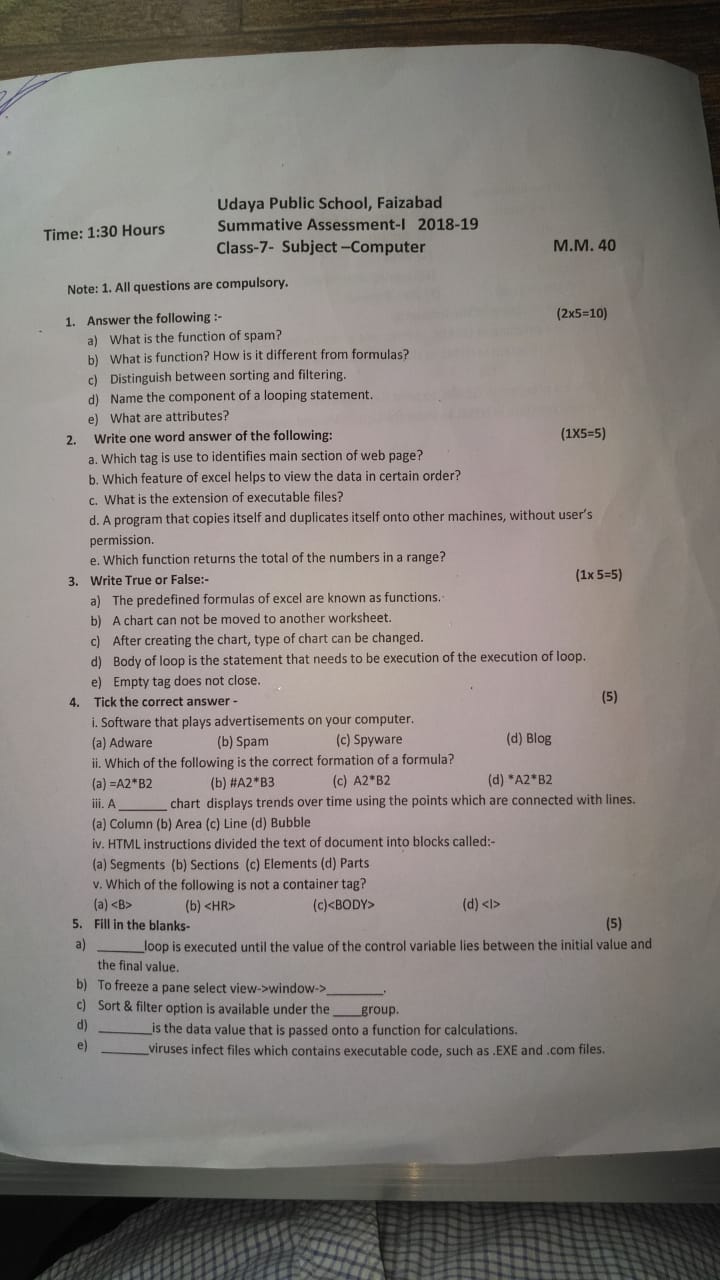 Udaya Public School, Faizabad
Time: 1:30 Hours Summative Assessment-I 2018-19
Class-7- Subject –Computer M.M. 40
Note: 1. All questions are compulsory.
1. Answer the following :- (2x5=10)
a) What is the function of spam?
b) What is function? How is it different from formulas?
c) Distinguish between sorting and filtering.
d) Name the component of a looping statement.
e) What are attributes?
2. Write one word answer of the following: (1X5=5)
a. Which tag is use to identifies main section of web page?
b. Which feature of excel helps to view the data in certain order?
c. What is the extension of executable files?
d. A program that copies itself and duplicates itself onto other machines, without user's
permission.
e. Which function returns the total of the numbers in a range?
3. Write True or False:- (1x 5=5)
a) The predefined formulas of excel are known as functions.
b) A chart can not be moved to another worksheet.
c) After creating the chart, type of chart can be changed.
d) Body of loop is the statement that needs to be execution of the execution of loop.
e) Empty tag does not close.
4. Tick the correct answer - (5)
i. Software that plays advertisements on your computer.
(a) Adware (b) Spam (c) Spyware (d) Blog
ii. Which of the following is the correct formation of a formula?
(a) =A2*B2 (b) #A2*B3 (c) A2*B2 (d) *A2*B2
iii. A_______ chart displays trends over time using the points which are connected with lines.
(a) Column (b) Area (c) Line (d) Bubble
iv. HTML instructions divided the text of document into blocks called:-
(a) Segments (b) Sections (c) Elements (d) Parts
v. Which of the following is not a container tag?
(a) <B> (b) <HR> (c)<BODY> (d) <I>
5. Fill in the blanks- (5)
a) _______loop is executed until the value of the control variable lies between the initial value and
the final value.
b) To freeze a pane select view->window->________.
c) Sort & filter option is available under the ____group.
d) ________is the data value that is passed onto a function for calculations.
e) _______viruses infect files which contains executable code, such as .EXE and .com files.